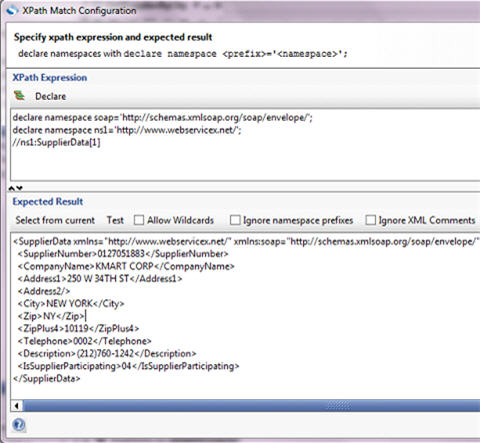 XPath Match Configuration
Specify xpath expression and expected result
declare namespaces with declare namespace <prefix>='<namespace>';
XPath Expression
Declare
declare namespace soap='http://schemas.xmlsoap.org/soap/envelope/';
declare namespace ns1='http://www.webservicex.net/';
//ns1:SupplierData[1]
Expected Result
Select from current Test Allow Wildcards Ignore namespace prefixes Ignore XML Comments
<SupplierData xmlns="http://www.webservicex.net/" xmlns:soap="http://schemas.xmlsoap.org/soap/envelope/"
<SupplierNumber>0127051883</SupplierNumber>
<CompanyName>KMART CORP</CompanyName>
<Address1>250 W 34TH ST</Address1>
<Address2/>
<City>NEW YORK</City>
<Zip>NY</Zip>
<ZipPlus4>10119</ZipPlus4>
<Telephone>0002</Telephone>
<Description>(212)760-1242</Description>
<IsSupplierParticipating>04</IsSupplierParticipating>
</SupplierData>